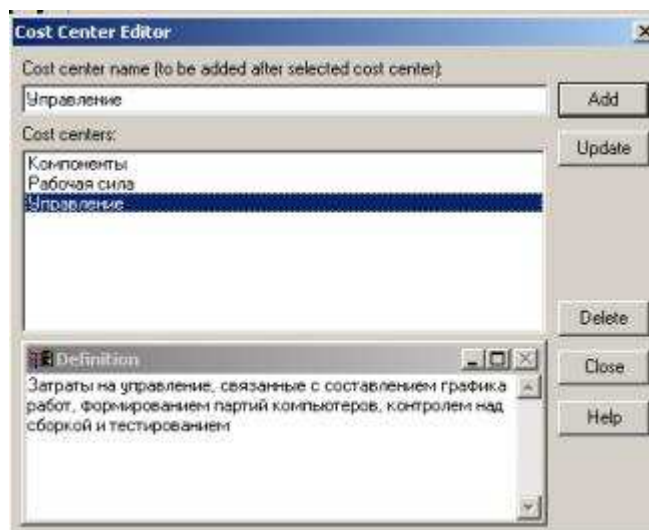 Cost Center Editor
Cost center name (to be added after selected cost center):
Управление
Add
Cost centers:
Update
Компоненты
Рабочая сила
Управление
Delete
Definition
Close
Затраты на управление, связанные с составлением графика
работ, формированием партий компьютеров, контролем над
сборкой и тестированием
Help